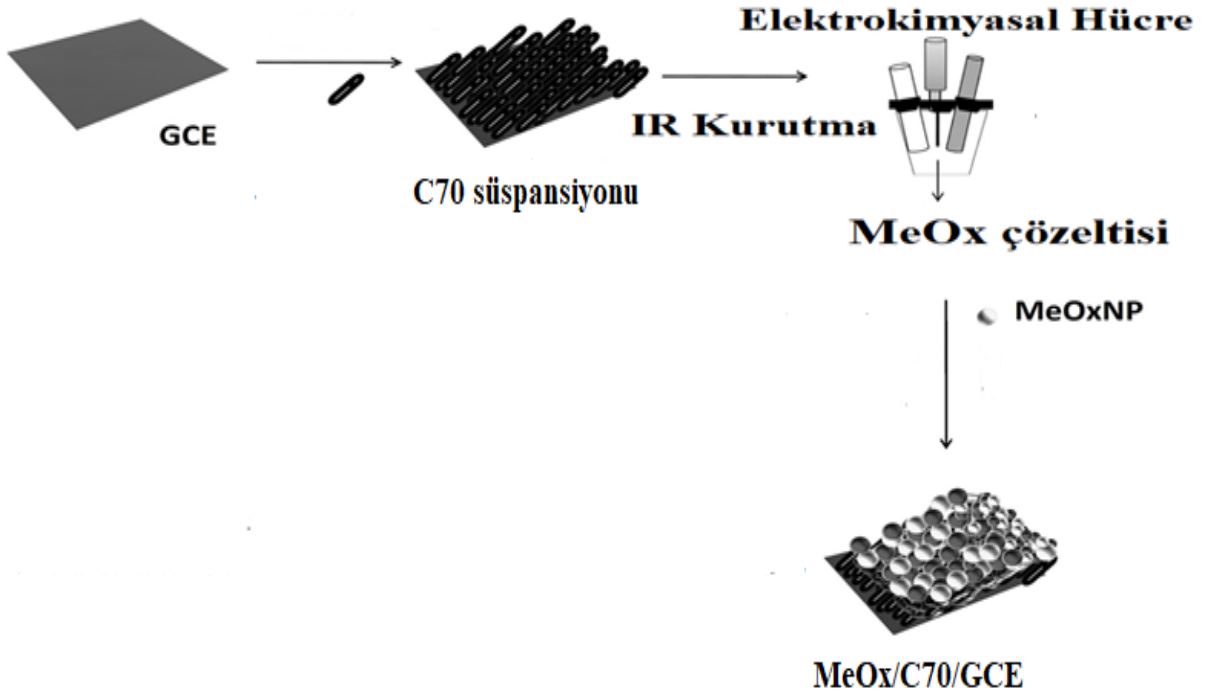 Elektrokimyasal Hücre
GCE
IR Kurutma
C70 süspansiyonu
MeOx çözeltisi
MeOxNP
MeOx/C70/GCE